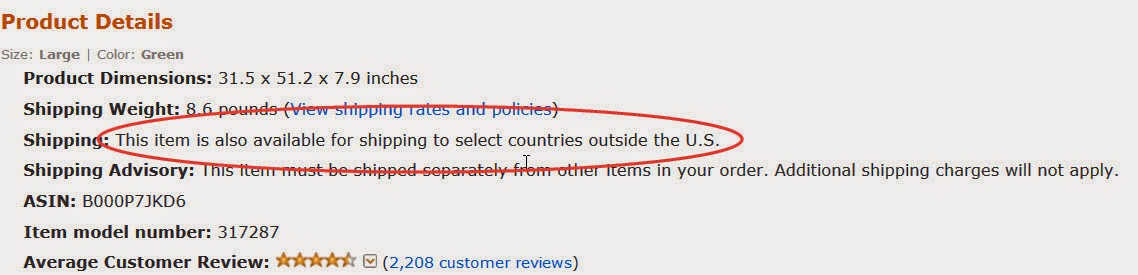 Product Details
Size: Large | Color: Green
Product Dimensions: 31.5 x 51.2 x 7.9 inches
Shipping Weight: 8.6 pounds (View shipping rates and policies)
Shipping: This item is also available for shipping to select countries outside the U.S.
Shipping Advisory: This item must be shipped separately from other items in your order. Additional shipping charges will not apply.
ASIN: B000P7JKD6
Item model number: 317287
Average Customer Review: (2,208 customer reviews)